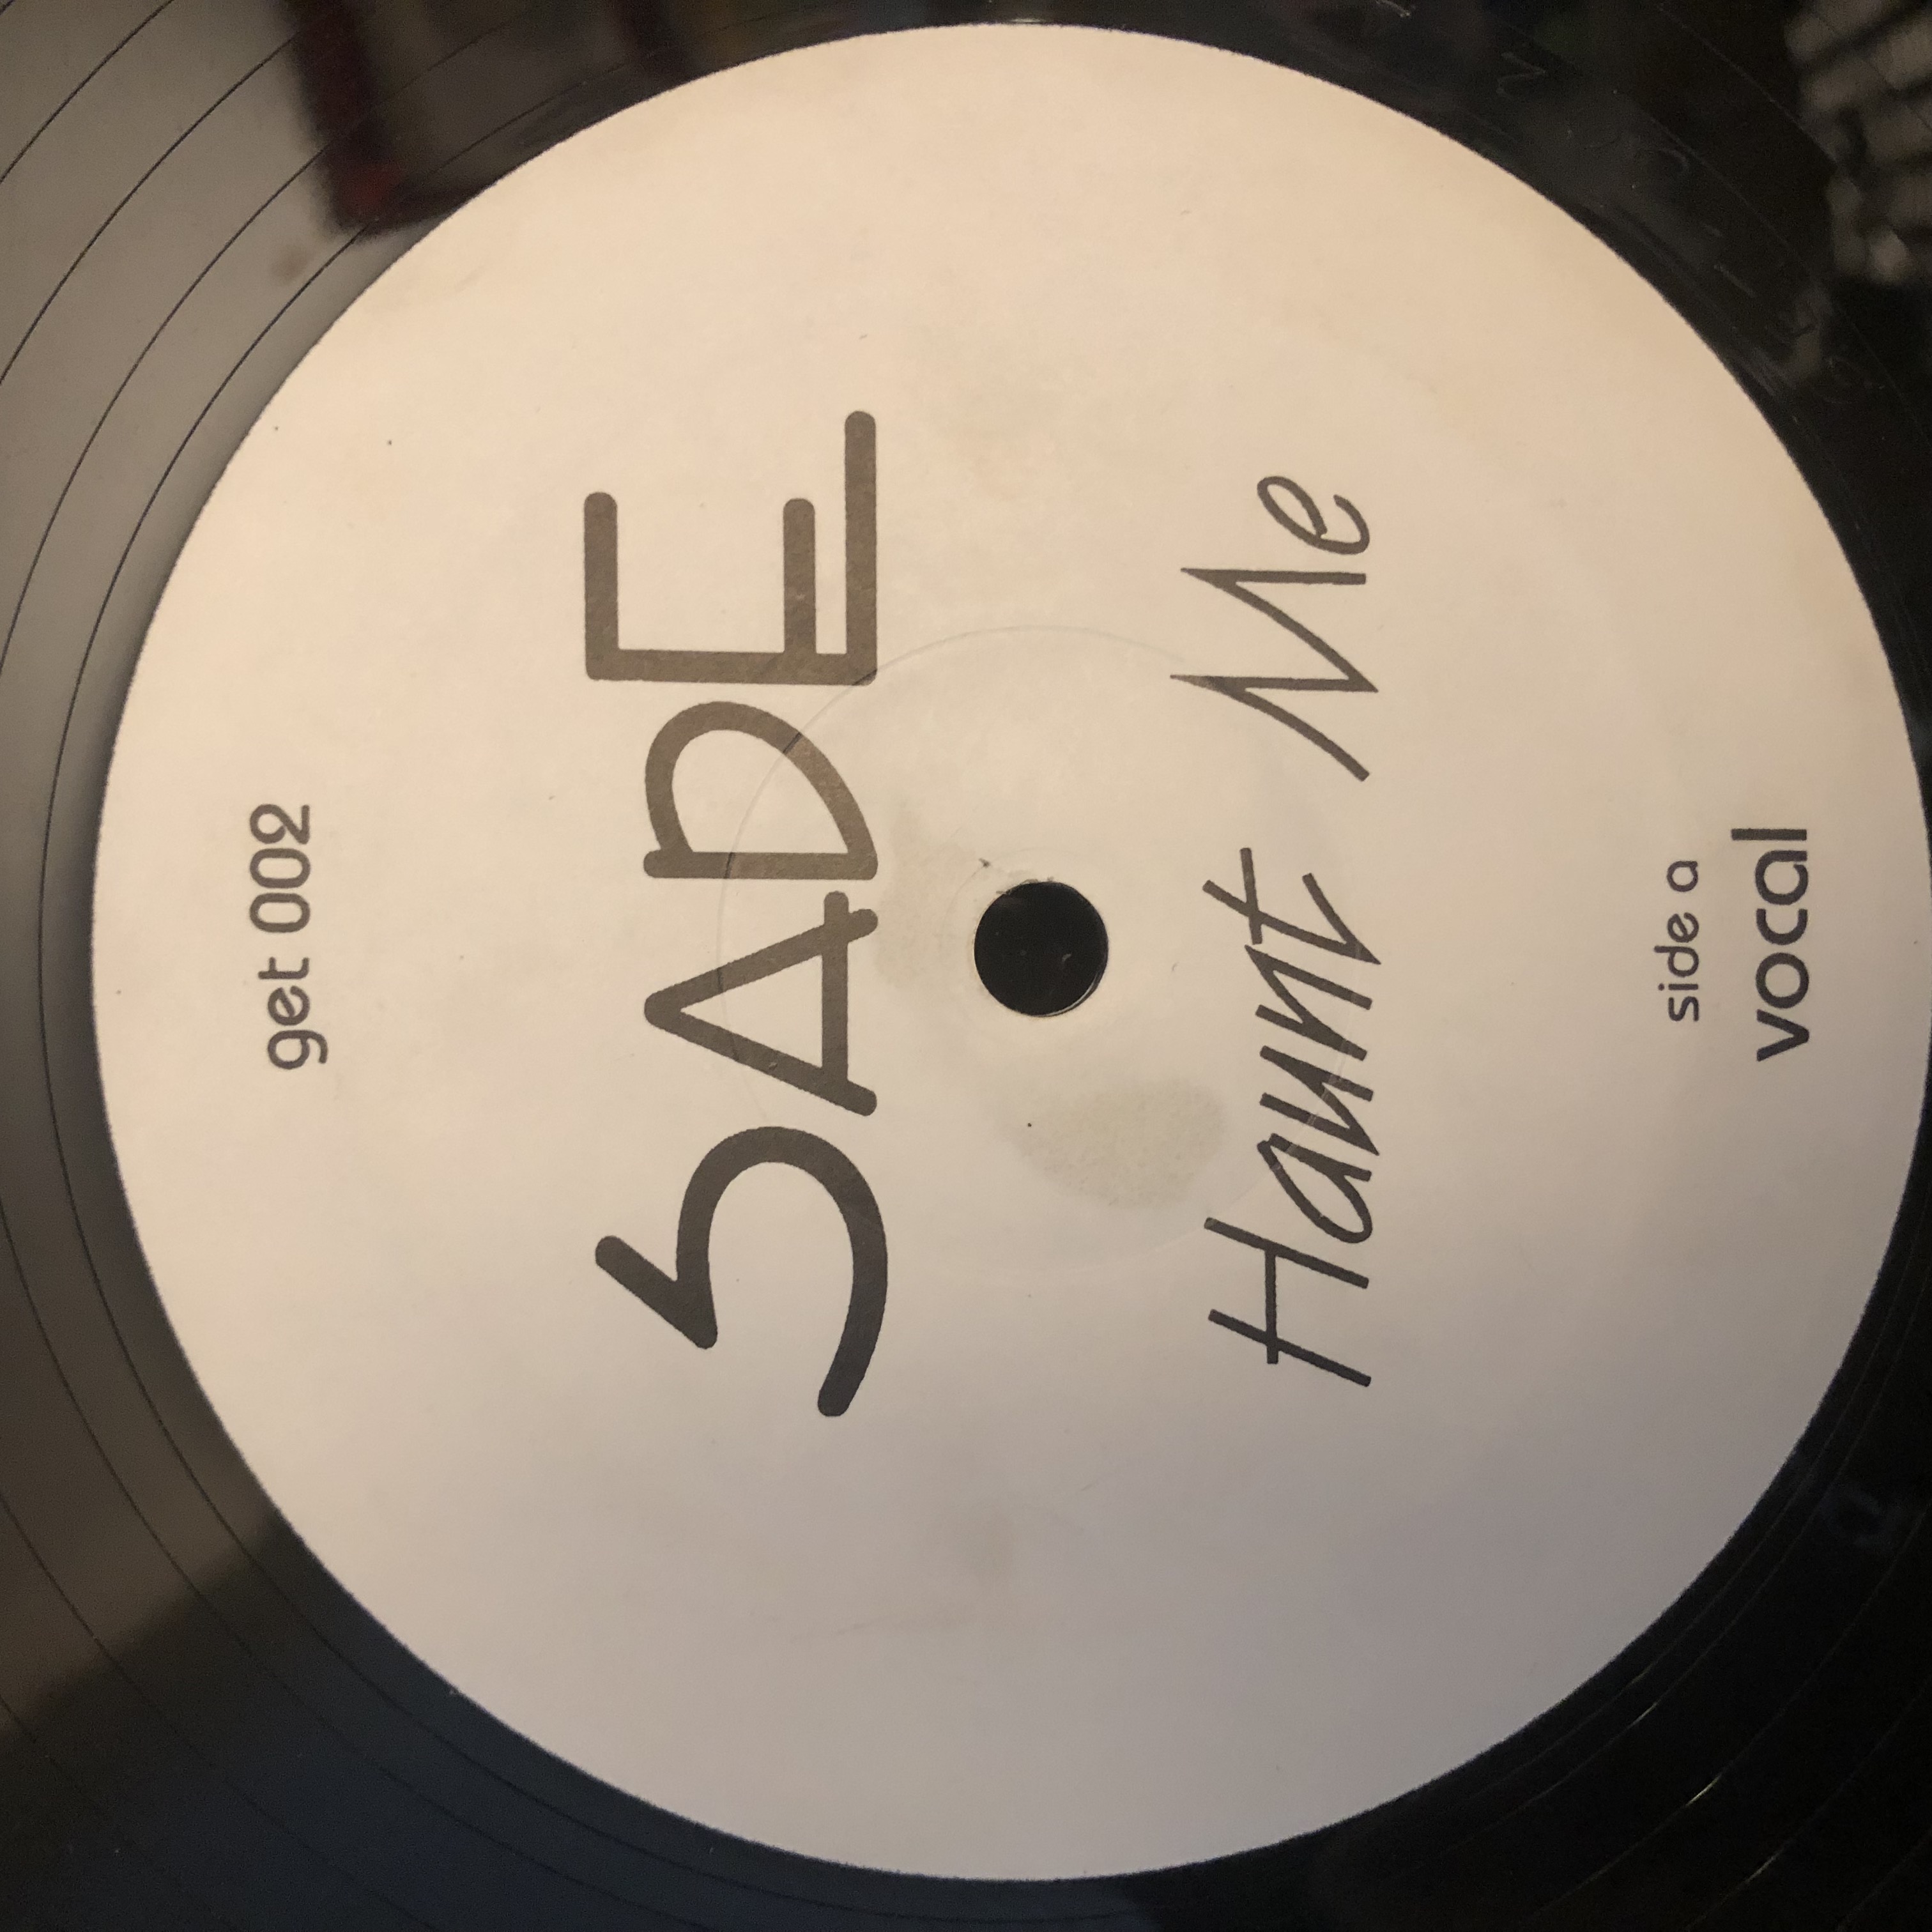 get 002
SADE
Haunt Me
side a
vocal